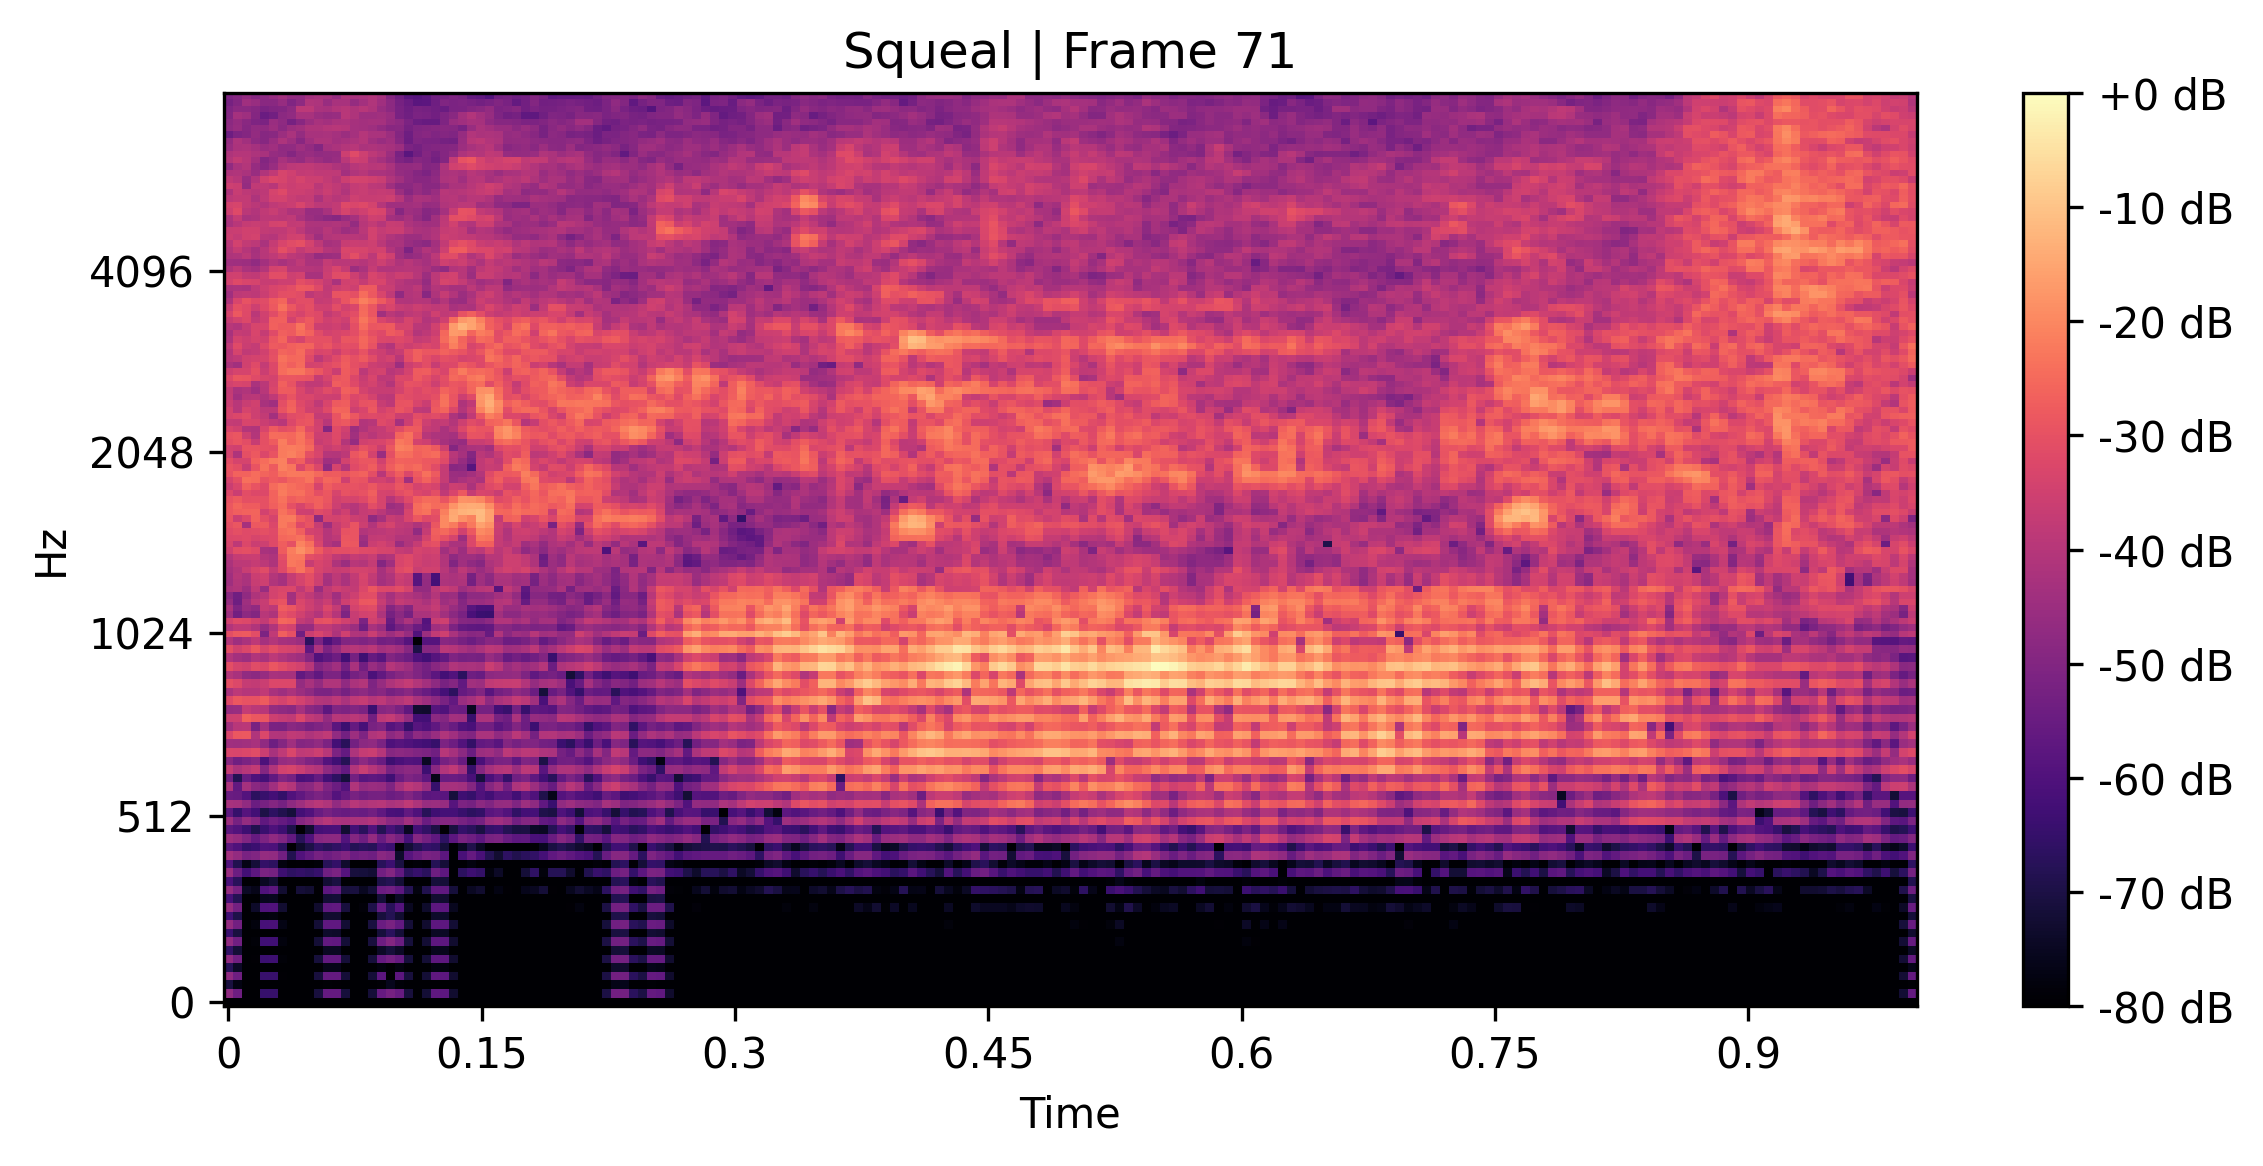 Squeal | Frame 71
+0 dB
-10 dB
-20 dB
-30 dB
-40 dB
-50 dB
-60 dB
-70 dB
-80 dB
Hz
4096
2048
1024
512
0
0 0.15 0.3 0.45 0.6 0.75 0.9
Time